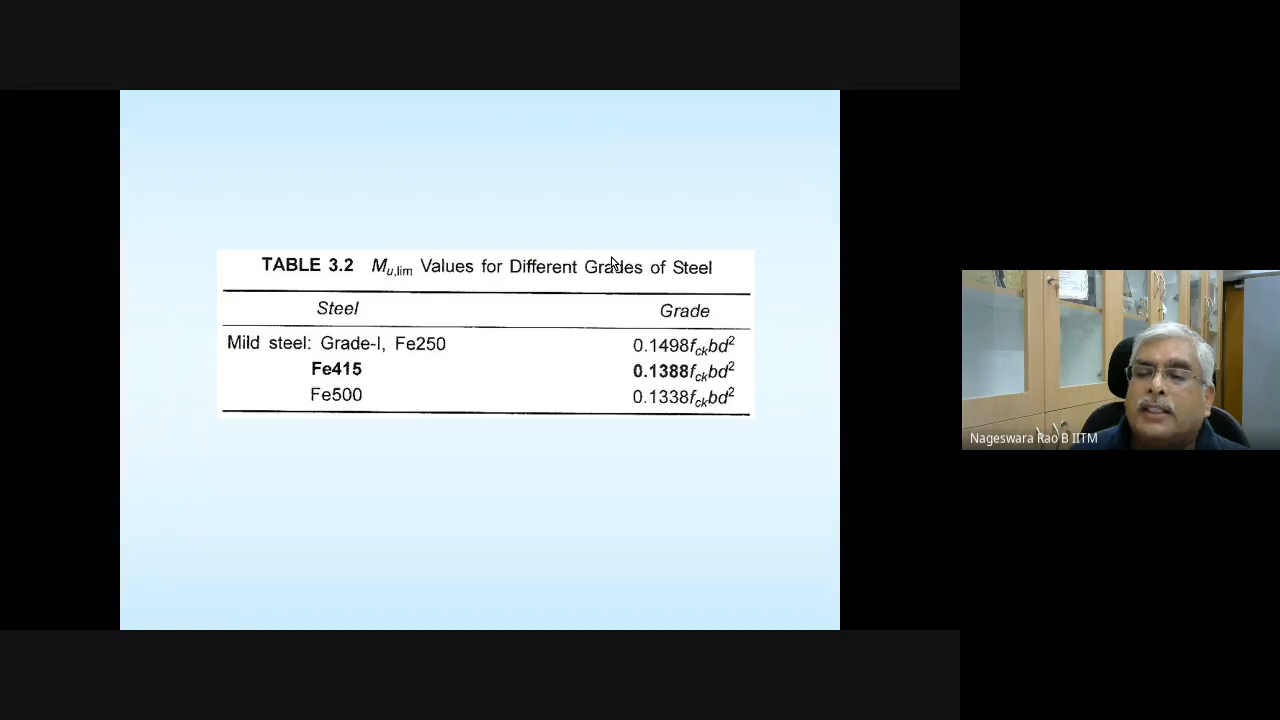 TABLE 3.2 M_u,lim Values for Different Grades of Steel
Steel Grade
Mild steel: Grade-I, Fe250 0.1498f_ckbd²
Fe415 0.1388f_ckbd²
Fe500 0.1338f_ckbd²
Nageswara Rao B IITM